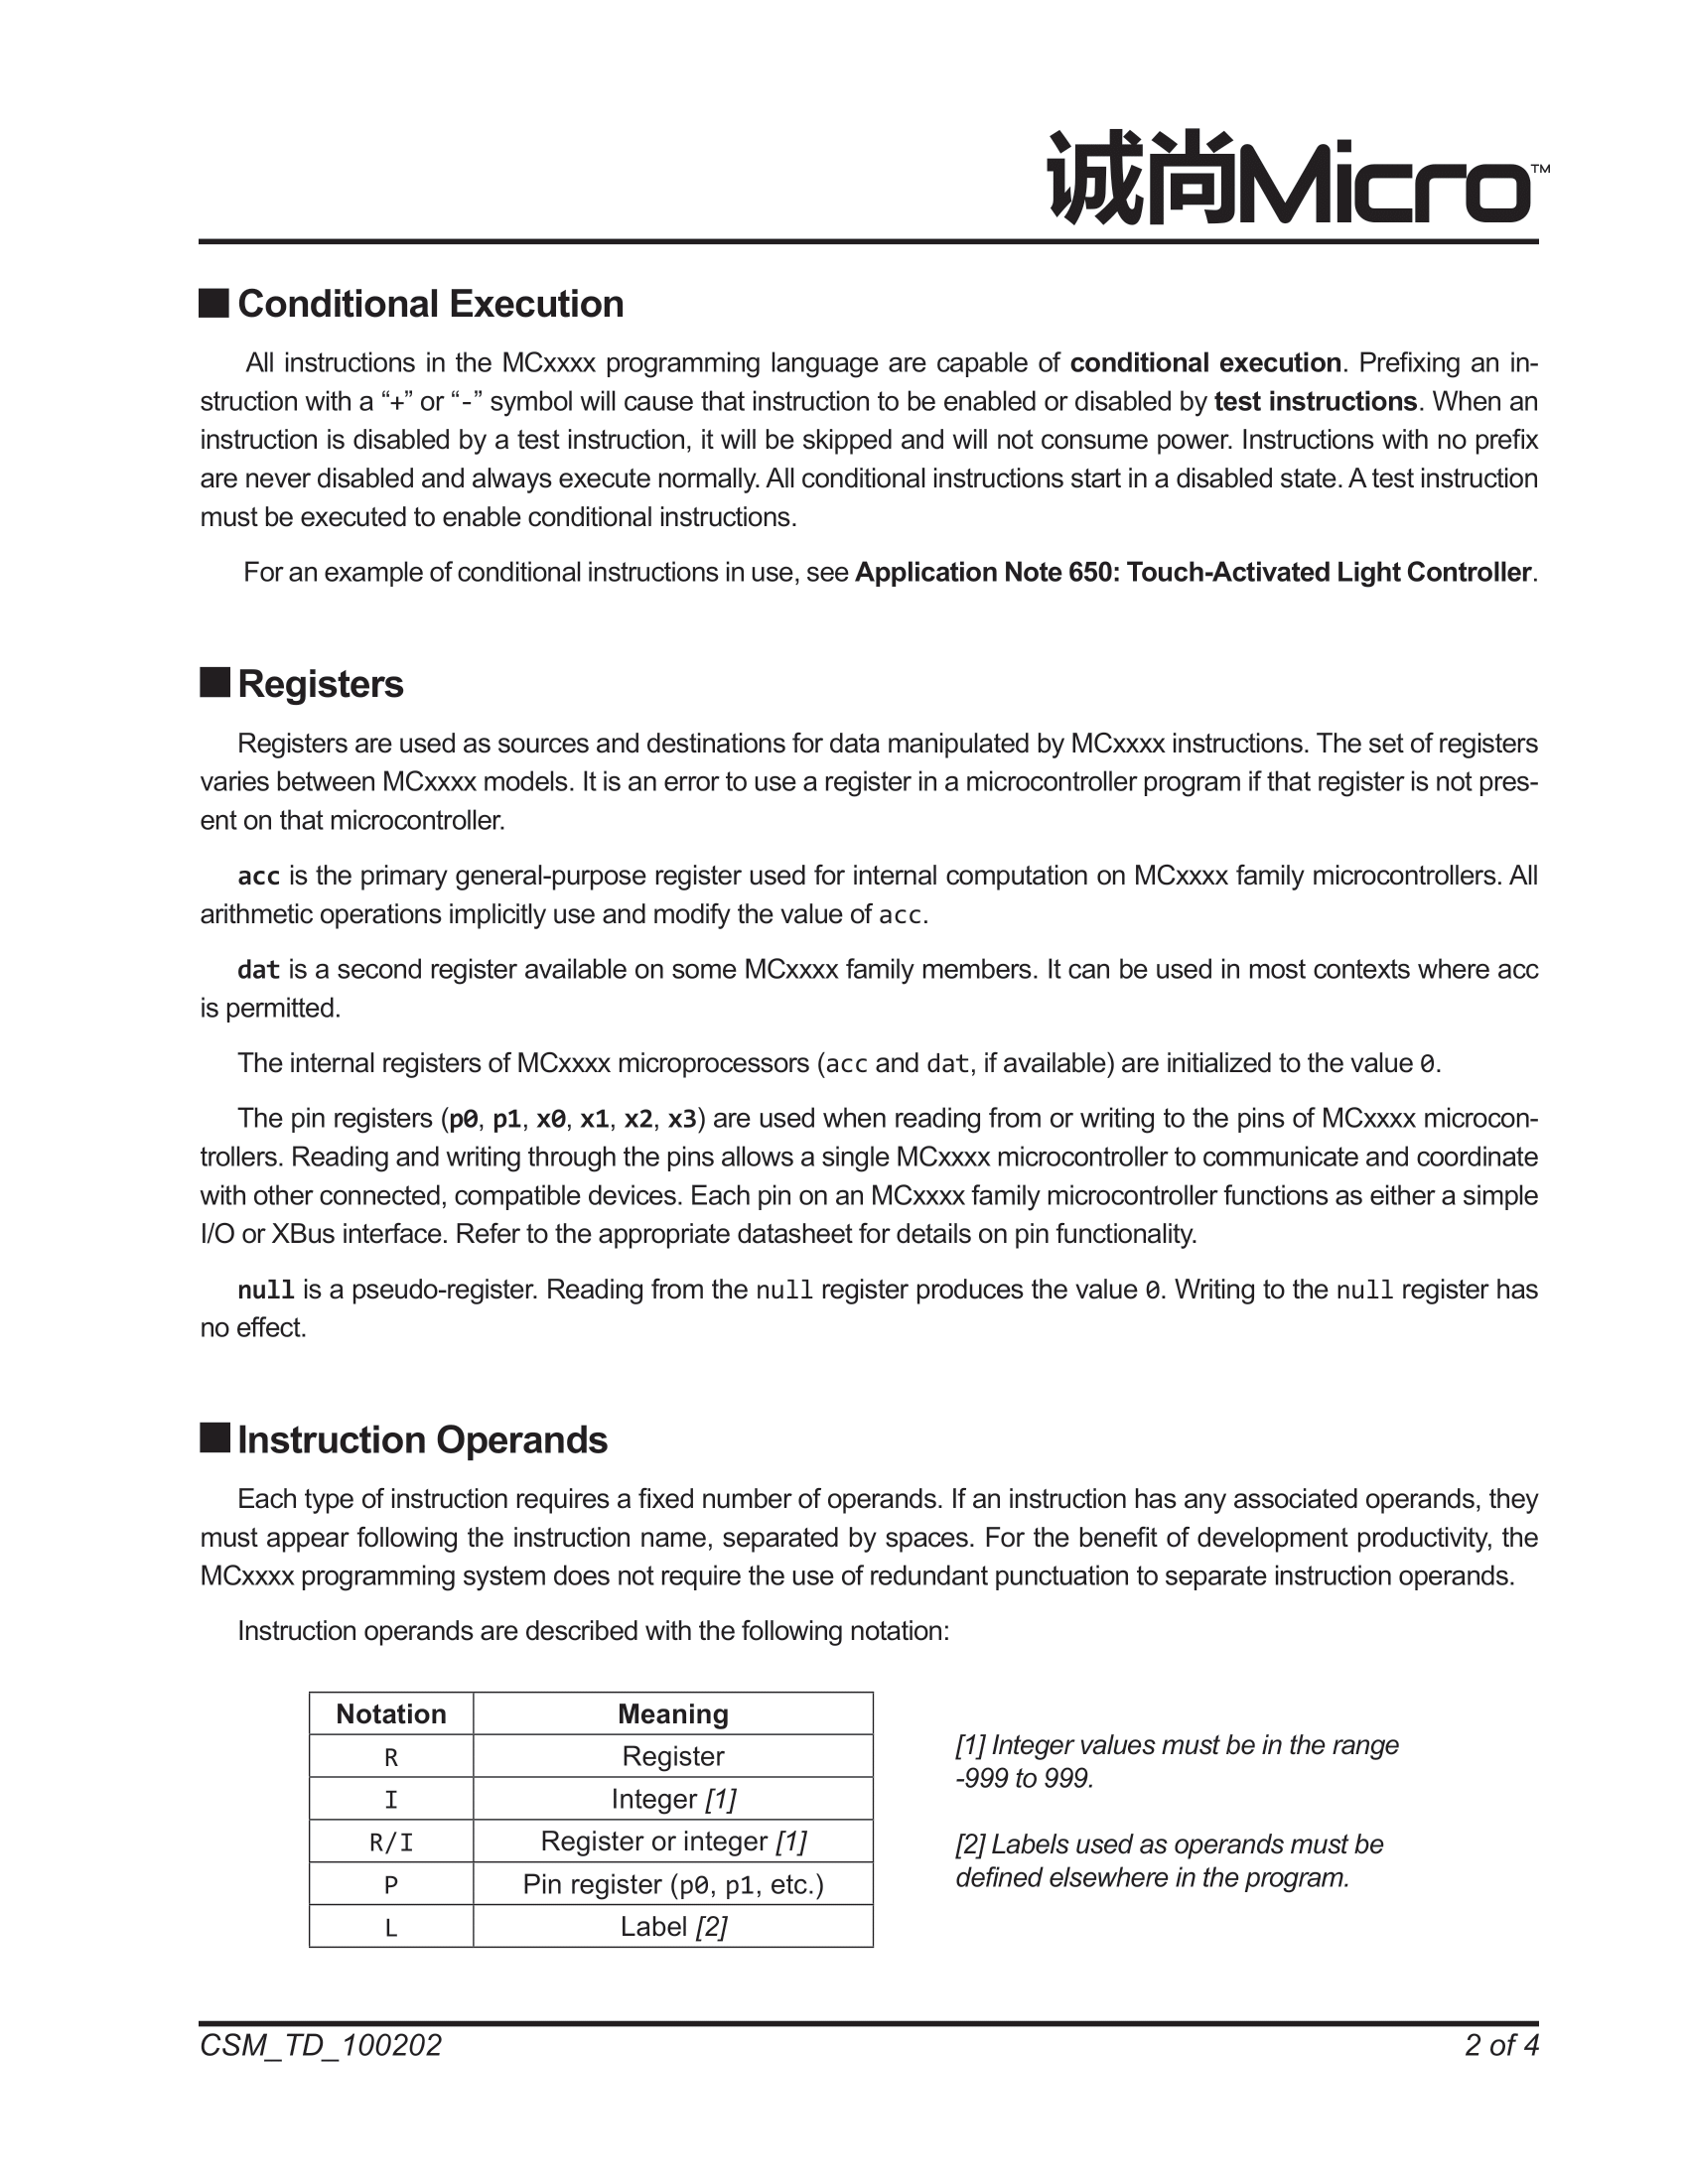 诚尚Micro™
■ Conditional Execution
All instructions in the MCxxxx programming language are capable of conditional execution. Prefixing an in-
struction with a “+” or “-” symbol will cause that instruction to be enabled or disabled by test instructions. When an
instruction is disabled by a test instruction, it will be skipped and will not consume power. Instructions with no prefix
are never disabled and always execute normally. All conditional instructions start in a disabled state. A test instruction
must be executed to enable conditional instructions.
For an example of conditional instructions in use, see Application Note 650: Touch-Activated Light Controller.
■ Registers
Registers are used as sources and destinations for data manipulated by MCxxxx instructions. The set of registers
varies between MCxxxx models. It is an error to use a register in a microcontroller program if that register is not pres-
ent on that microcontroller.
acc is the primary general-purpose register used for internal computation on MCxxxx family microcontrollers. All
arithmetic operations implicitly use and modify the value of acc.
dat is a second register available on some MCxxxx family members. It can be used in most contexts where acc
is permitted.
The internal registers of MCxxxx microprocessors (acc and dat, if available) are initialized to the value 0.
The pin registers (p0, p1, x0, x1, x2, x3) are used when reading from or writing to the pins of MCxxxx microcon-
trollers. Reading and writing through the pins allows a single MCxxxx microcontroller to communicate and coordinate
with other connected, compatible devices. Each pin on an MCxxxx family microcontroller functions as either a simple
I/O or XBus interface. Refer to the appropriate datasheet for details on pin functionality.
null is a pseudo-register. Reading from the null register produces the value 0. Writing to the null register has
no effect.
■ Instruction Operands
Each type of instruction requires a fixed number of operands. If an instruction has any associated operands, they
must appear following the instruction name, separated by spaces. For the benefit of development productivity, the
MCxxxx programming system does not require the use of redundant punctuation to separate instruction operands.
Instruction operands are described with the following notation:
Notation Meaning
R Register
I Integer [1]
R/I Register or integer [1]
P Pin register (p0, p1, etc.)
L Label [2]
[1] Integer values must be in the range
-999 to 999.
[2] Labels used as operands must be
defined elsewhere in the program.
CSM_TD_100202 2 of 4